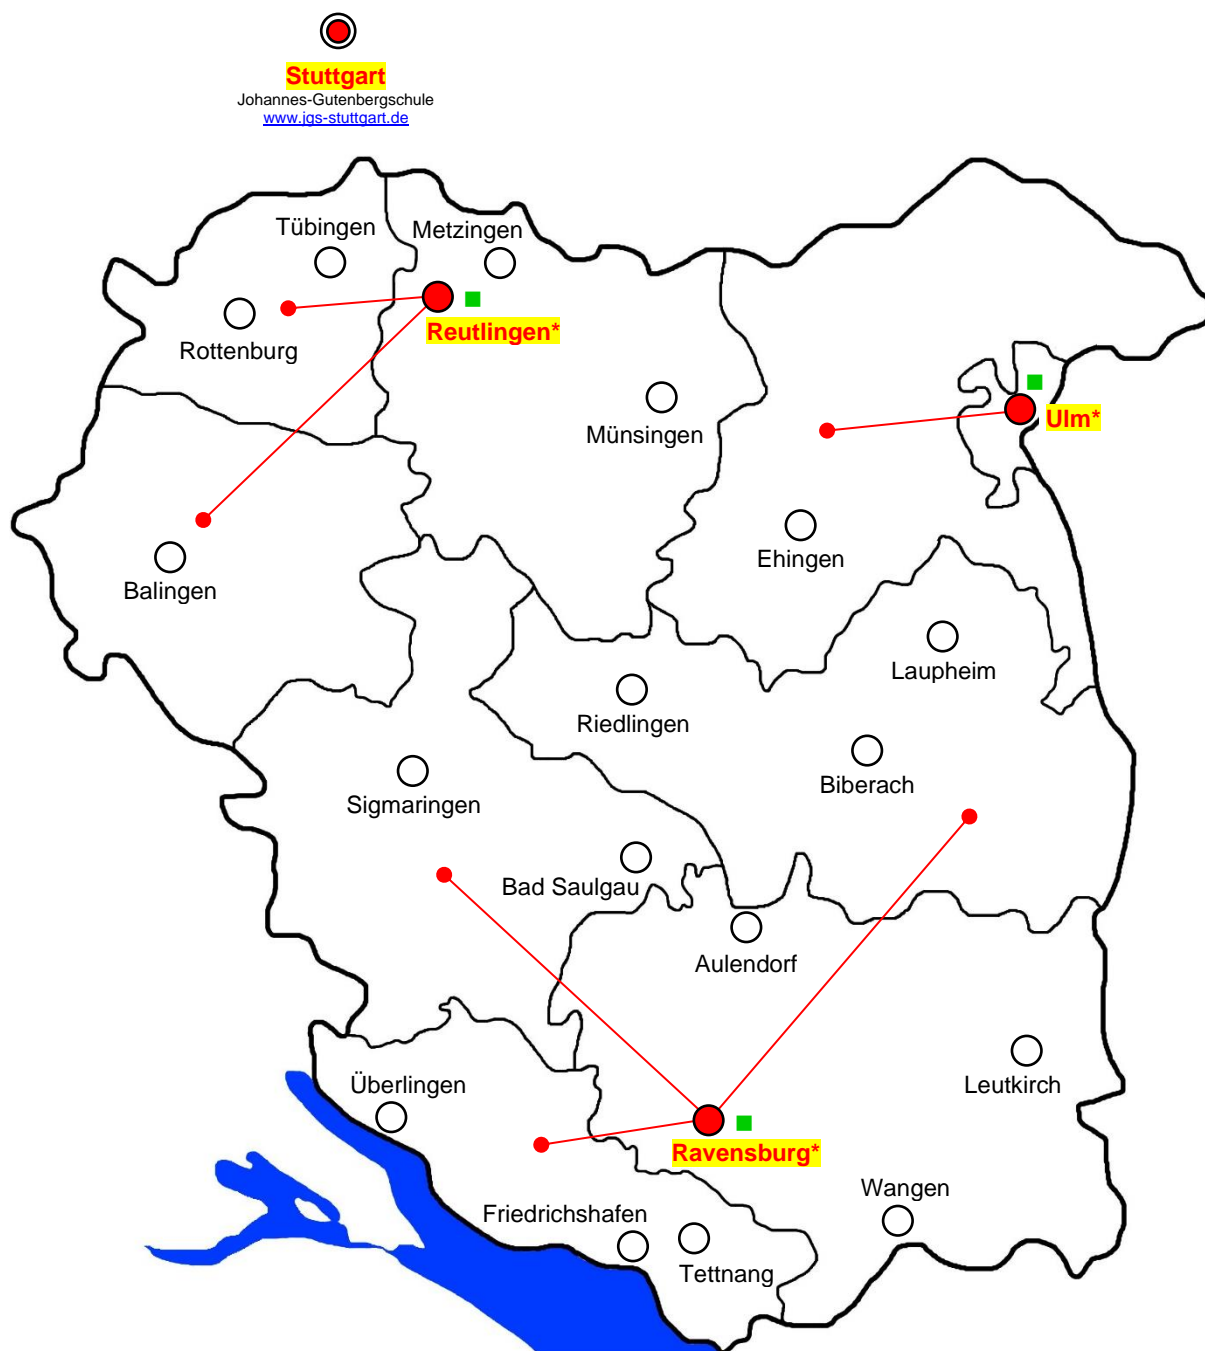 Stuttgart
Johannes-Gutenbergschule
www.jgs-stuttgart.de
Tübingen
Metzingen
Reutlingen*
Rottenburg
Ulm*
Münsingen
Ehingen
Balingen
Laupheim
Riedlingen
Biberach
Sigmaringen
Bad Saulgau
Aulendorf
Überlingen
Leutkirch
Ravensburg*
Wangen
Friedrichshafen
Tettnang